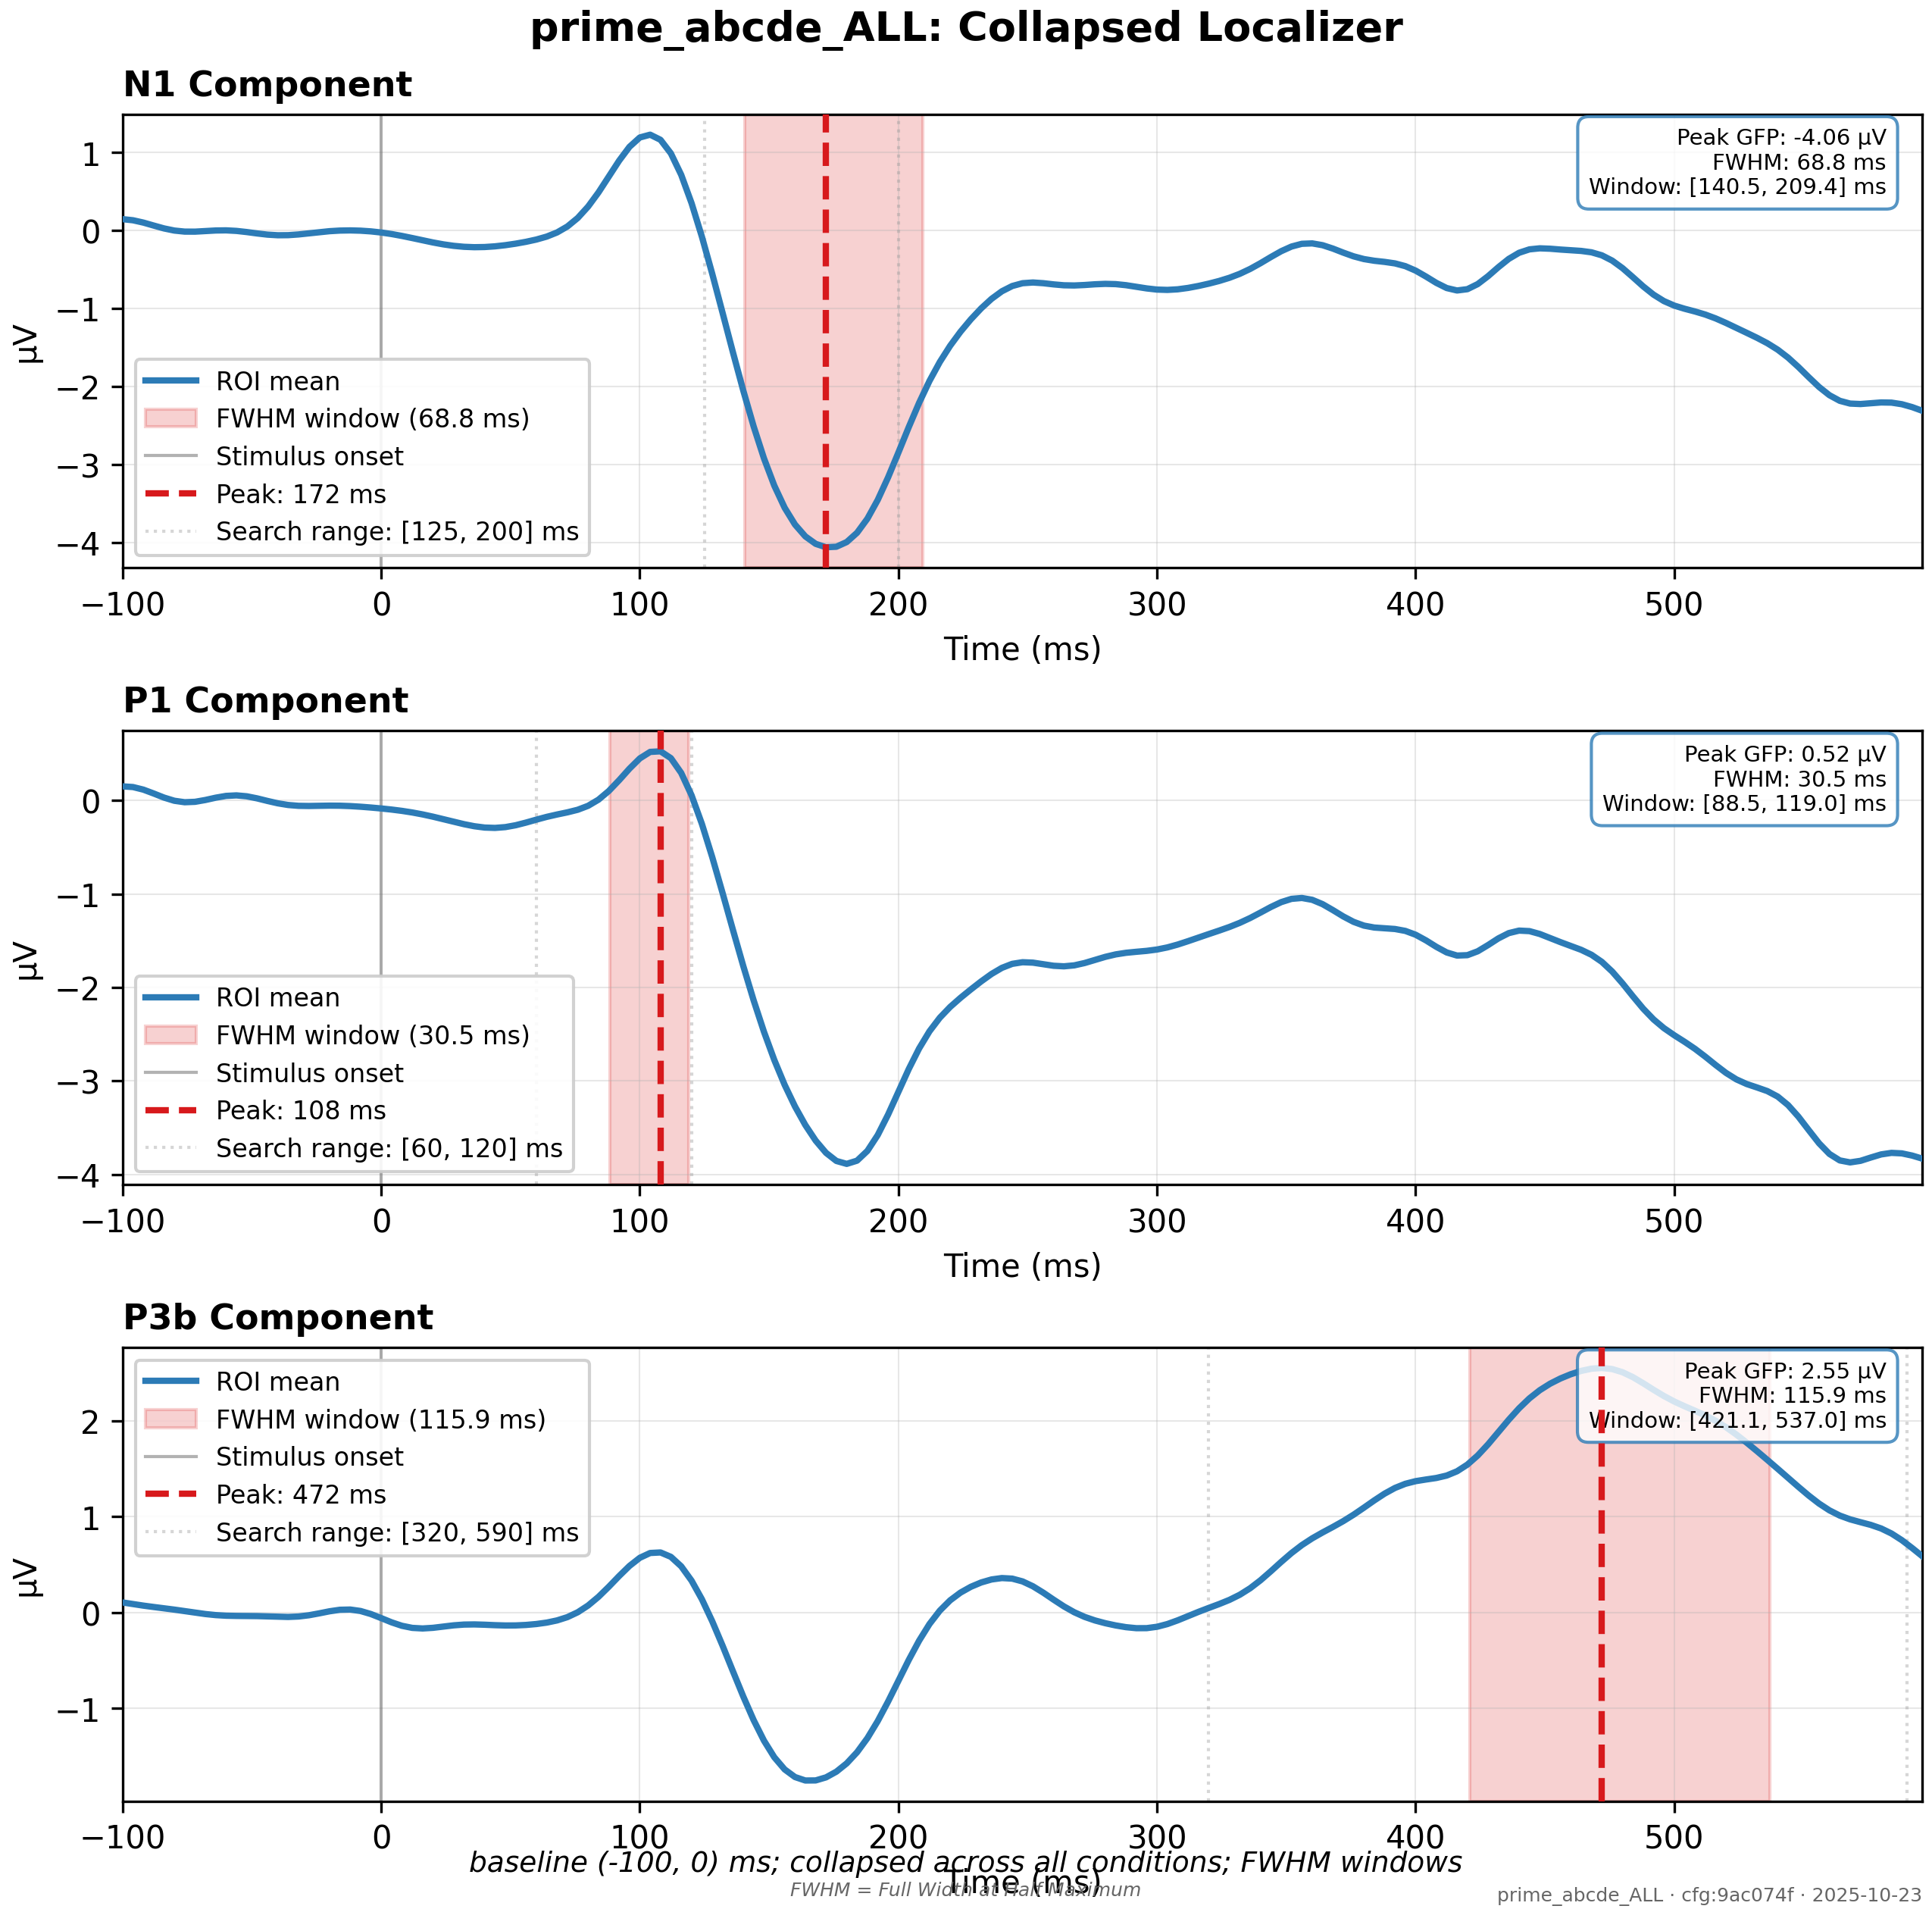 prime_abcde_ALL: Collapsed Localizer
N1 Component
Peak GFP: -4.06 µV
FWHM: 68.8 ms
Window: [140.5, 209.4] ms
1
0
−1
−2
−3
−4
µV
ROI mean
FWHM window (68.8 ms)
Stimulus onset
Peak: 172 ms
Search range: [125, 200] ms
−100 0 100 200 300 400 500
Time (ms)
P1 Component
Peak GFP: 0.52 µV
FWHM: 30.5 ms
Window: [88.5, 119.0] ms
0
−1
−2
−3
−4
µV
ROI mean
FWHM window (30.5 ms)
Stimulus onset
Peak: 108 ms
Search range: [60, 120] ms
−100 0 100 200 300 400 500
Time (ms)
P3b Component
ROI mean
FWHM window (115.9 ms)
Stimulus onset
Peak: 472 ms
Search range: [320, 590] ms
Peak GFP: 2.55 µV
FWHM: 115.9 ms
Window: [421.1, 537.0] ms
2
1
0
−1
µV
−100 0 100 200 300 400 500
baseline (-100, 0) ms; collapsed across all conditions; FWHM windows
Time (ms)
FWHM = Full Width at Half Maximum
prime_abcde_ALL · cfg:9ac074f · 2025-10-23